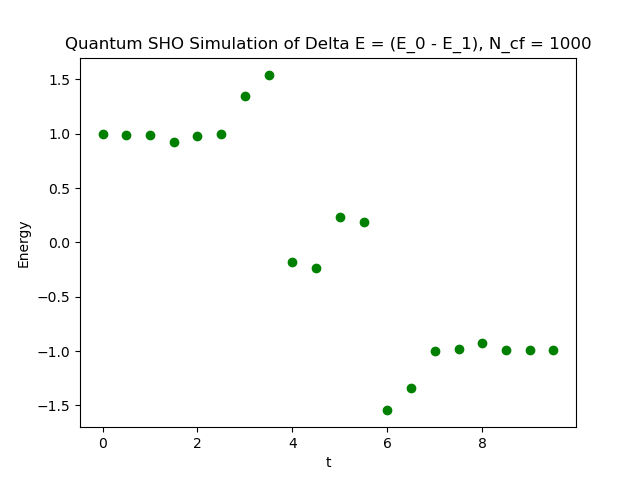 Quantum SHO Simulation of Delta E = (E_0 - E_1), N_cf = 1000
1.5
1.0
0.5
0.0
−0.5
−1.0
−1.5
Energy
0 2 4 6 8
t